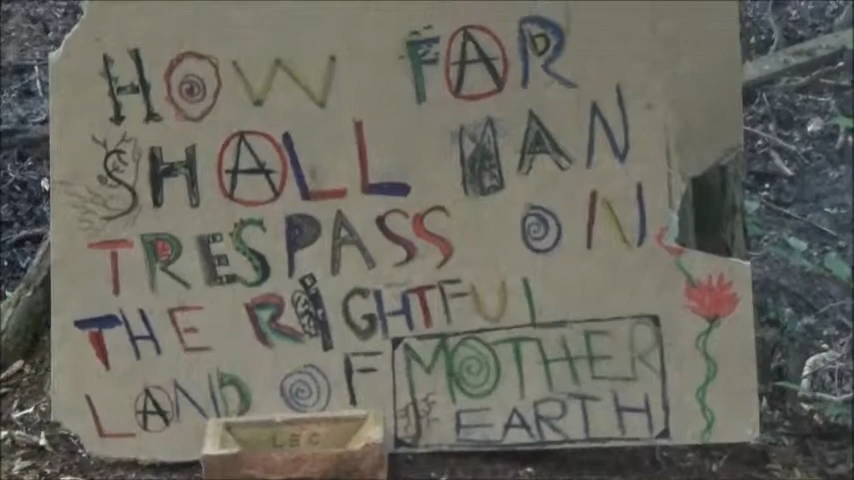 HOW FAR
SHALL MAN
TRESPASS ON
THE RIGHTFUL
LAND OF MOTHER
EARTH
LBC